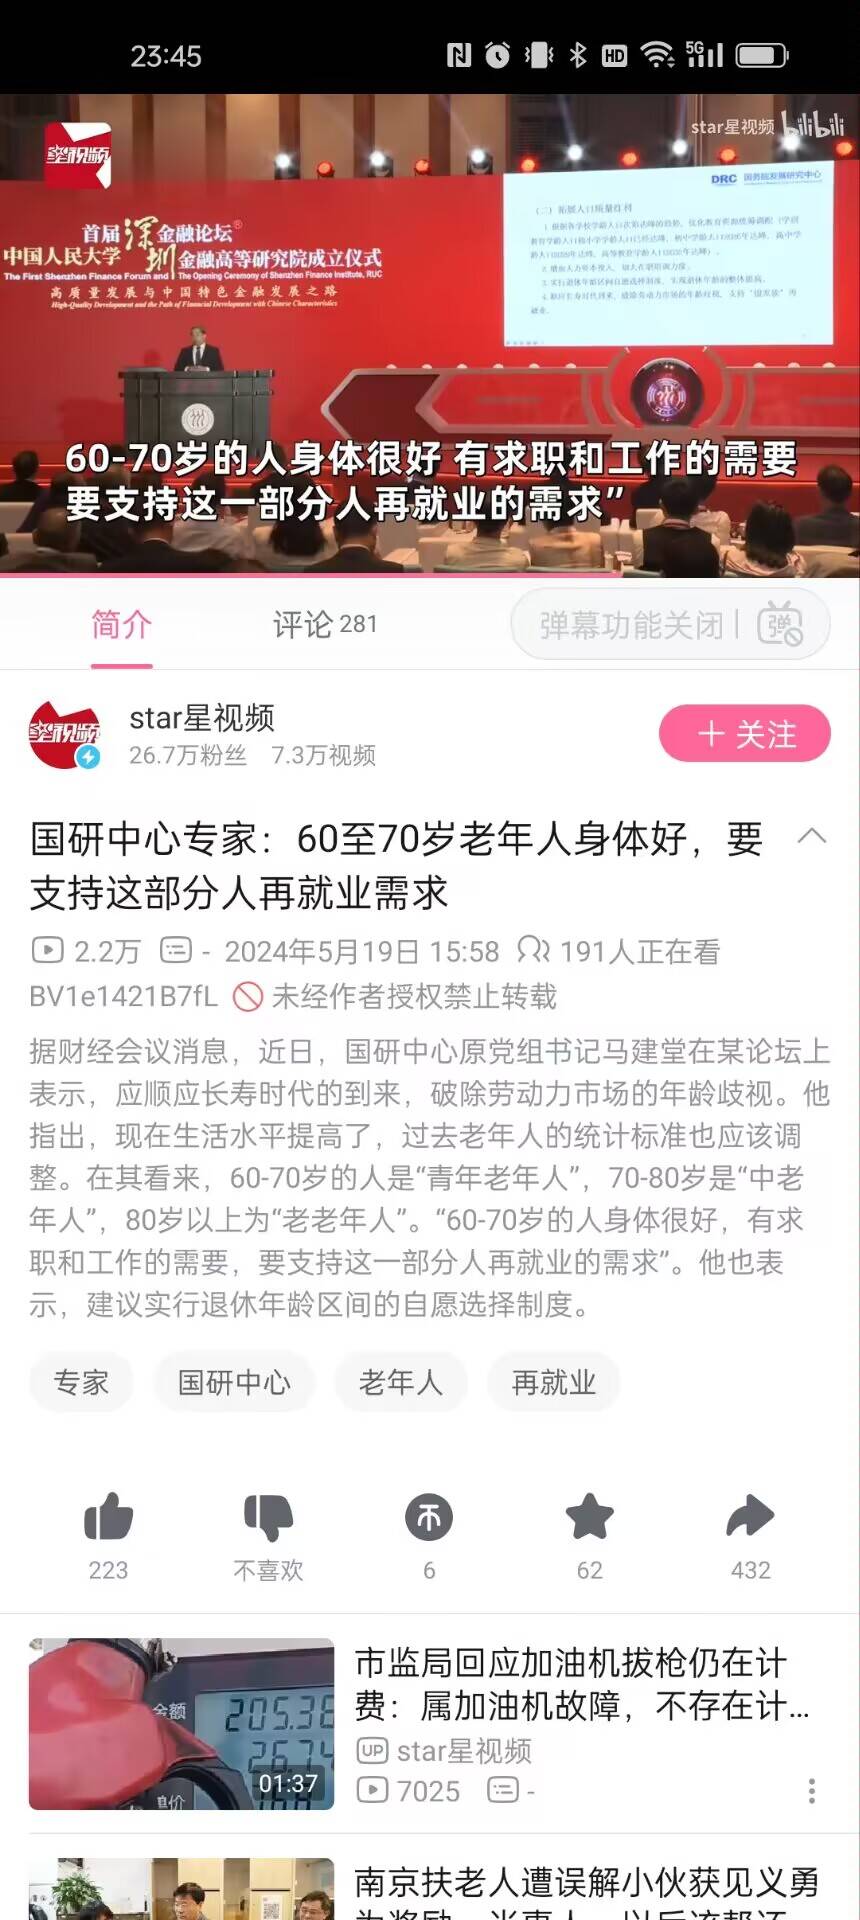 23:45
HD
5G
星视频
star星视频 bilibili
DRC 国务院发展研究中心
首届深圳金融论坛
中国人民大学深圳金融高等研究院成立仪式
The First Shenzhen Finance Forum and The Opening Ceremony of Shenzhen Finance Institute, RUC
高质量发展与中国特色金融发展之路
High-Quality Development and the Path of Financial Development with Chinese Characteristics
(二) 拓展人口质量红利
60-70岁的人身体很好 有求职和工作的需要
要支持这一部分人再就业的需求”
简介
评论 281
弹幕功能关闭
弹
星视频
star星视频
26.7万粉丝 7.3万视频
十关注
国研中心专家：60至70岁老年人身体好，要
支持这部分人再就业需求
2.2万 - 2024年5月19日 15:58 191人正在看
BV1e1421B7fL 未经作者授权禁止转载
据财经会议消息，近日，国研中心原党组书记马建堂在某论坛上
表示，应顺应长寿时代的到来，破除劳动力市场的年龄歧视。他
指出，现在生活水平提高了，过去老年人的统计标准也应该调
整。在其看来，60-70岁的人是“青年老年人”，70-80岁是“中老
年人”，80岁以上为“老老年人”。“60-70岁的人身体很好，有求
职和工作的需要，要支持这一部分人再就业的需求”。他也表
示，建议实行退休年龄区间的自愿选择制度。
专家
国研中心
老年人
再就业
223
不喜欢
6
62
432
金额
205.38
26.74
单价
01:37
市监局回应加油机拔枪仍在计
费：属加油机故障，不存在计...
UP star星视频
7025 -
南京扶老人遭误解小伙获见义勇